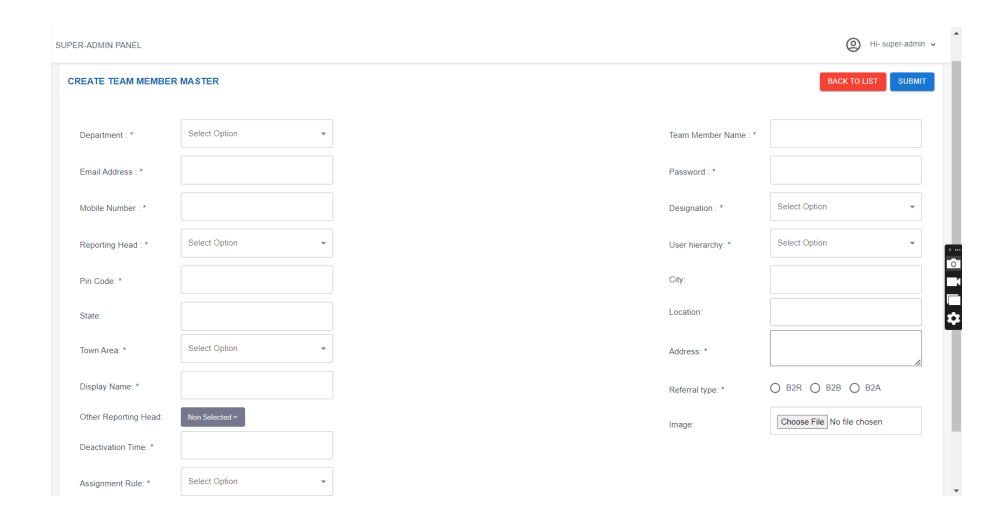 SUPER-ADMIN PANEL
Hi- super-admin
CREATE TEAM MEMBER MASTER
BACK TO LIST
SUBMIT
Department : * Select Option
Team Member Name : *
Email Address : *
Password : *
Mobile Number : *
Designation : * Select Option
Reporting Head : * Select Option
User hierarchy: * Select Option
Pin Code: *
City:
State:
Location:
Town Area: * Select Option
Address: *
Display Name: *
Referral type: * B2R B2B B2A
Other Reporting Head: Non Selected
Image: Choose File No file chosen
Deactivation Time: *
Assignment Rule: * Select Option